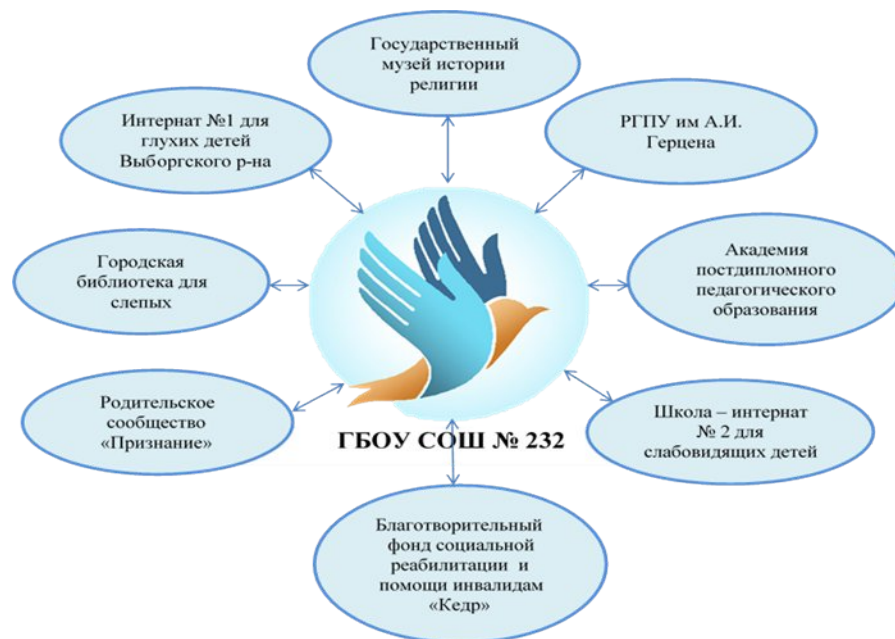 Государственный
музей истории
религии
Интернат №1 для
глухих детей
Выборгского р-на
РГПУ им А.И.
Герцена
Городская
библиотека для
слепых
Академия
постдипломного
педагогического
образования
Родительское
сообщество
«Признание»
Школа – интернат
№ 2 для
слабовидящих детей
ГБОУ СОШ № 232
Благотворительный
фонд социальной
реабилитации и
помощи инвалидам
«Кедр»